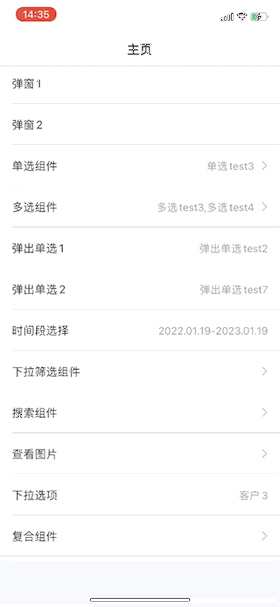 14:35
主页
弹窗1
弹窗2
单选组件 单选test3
多选组件 多选test3,多选test4
弹出单选1 弹出单选test2
弹出单选2 弹出单选test7
时间段选择 2022.01.19-2023.01.19
下拉筛选组件
搜索组件
查看图片
下拉选项 客户3
复合组件